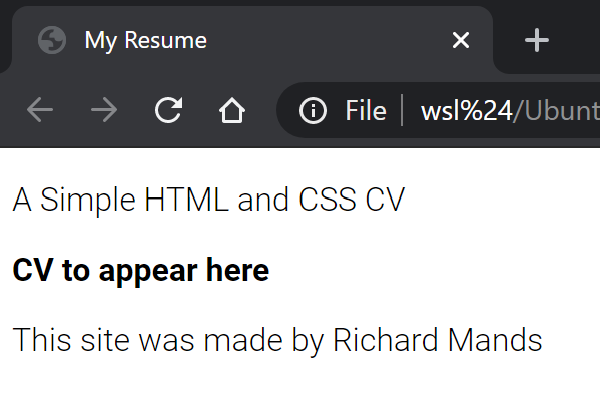 My Resume
File wsl%24/Ubunt
A Simple HTML and CSS CV
CV to appear here
This site was made by Richard Mands